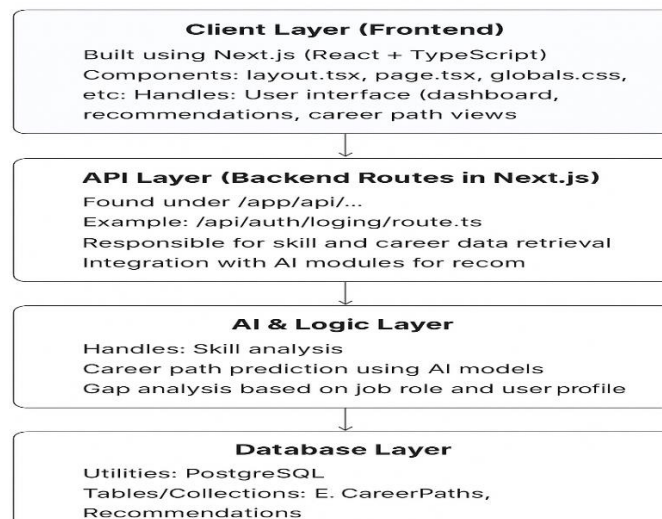 Client Layer (Frontend)
Built using Next.js (React + TypeScript)
Components: layout.tsx, page.tsx, globals.css,
etc: Handles: User interface (dashboard,
recommendations, career path views
API Layer (Backend Routes in Next.js)
Found under /app/api/...
Example: /api/auth/loging/route.ts
Responsible for skill and career data retrieval
Integration with AI modules for recom
AI & Logic Layer
Handles: Skill analysis
Career path prediction using AI models
Gap analysis based on job role and user profile
Database Layer
Utilities: PostgreSQL
Tables/Collections: E. CareerPaths,
Recommendations